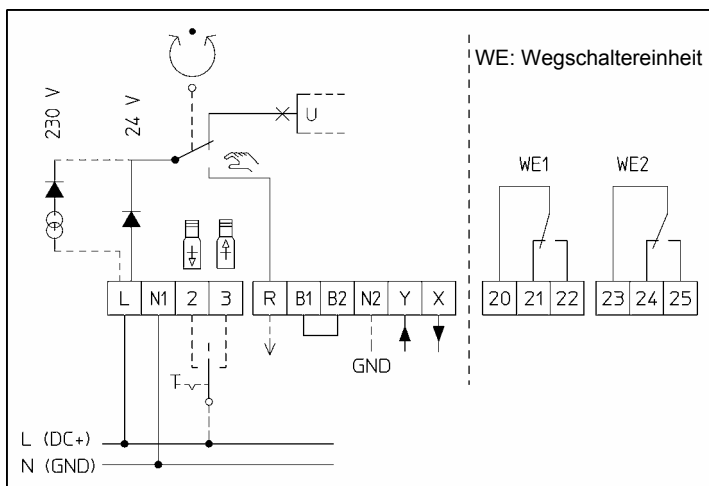 WE: Wegschaltereinheit
230 V
24 V
U
WE1
WE2
L N1 2 3 R B1 B2 N2 Y X
20 21 22 23 24 25
GND
L (DC+)
N (GND)